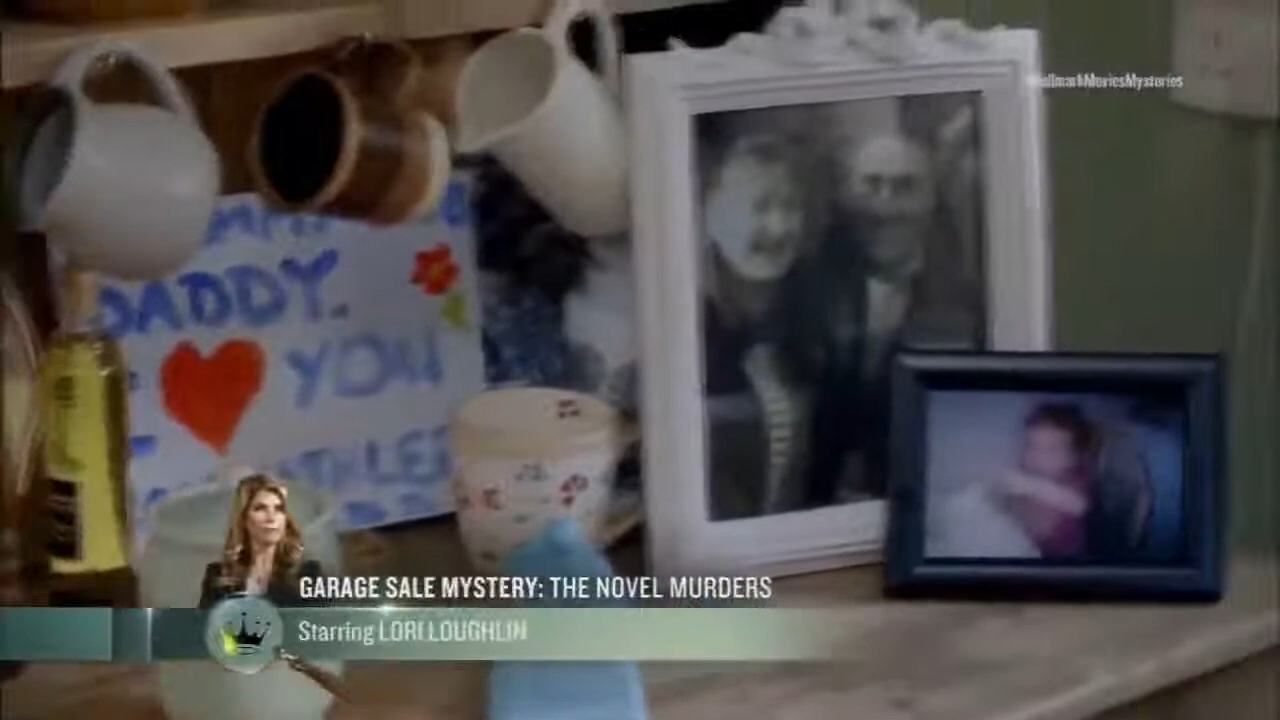 #HallmarkMoviesMysteries
DADDY.
YOU
GARAGE SALE MYSTERY: THE NOVEL MURDERS
Starring LORI LOUGHLIN